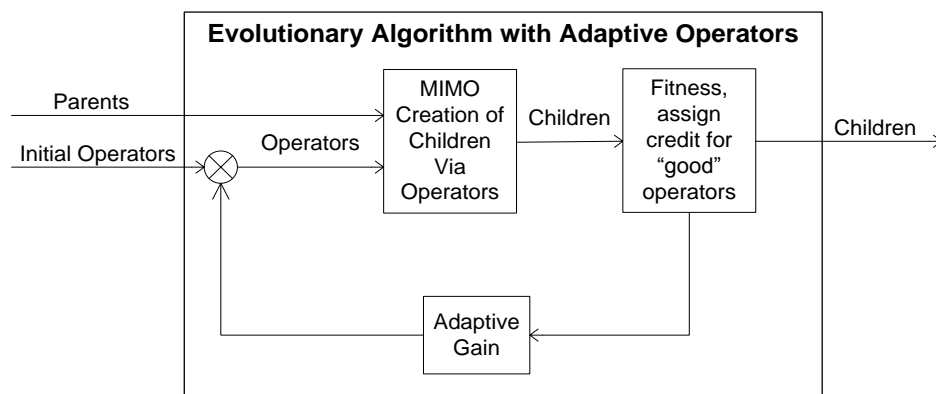 Evolutionary Algorithm with Adaptive Operators
Parents
Initial Operators
Operators
MIMO
Creation of
Children
Via
Operators
Children
Fitness,
assign
credit for
“good”
operators
Children
Adaptive
Gain